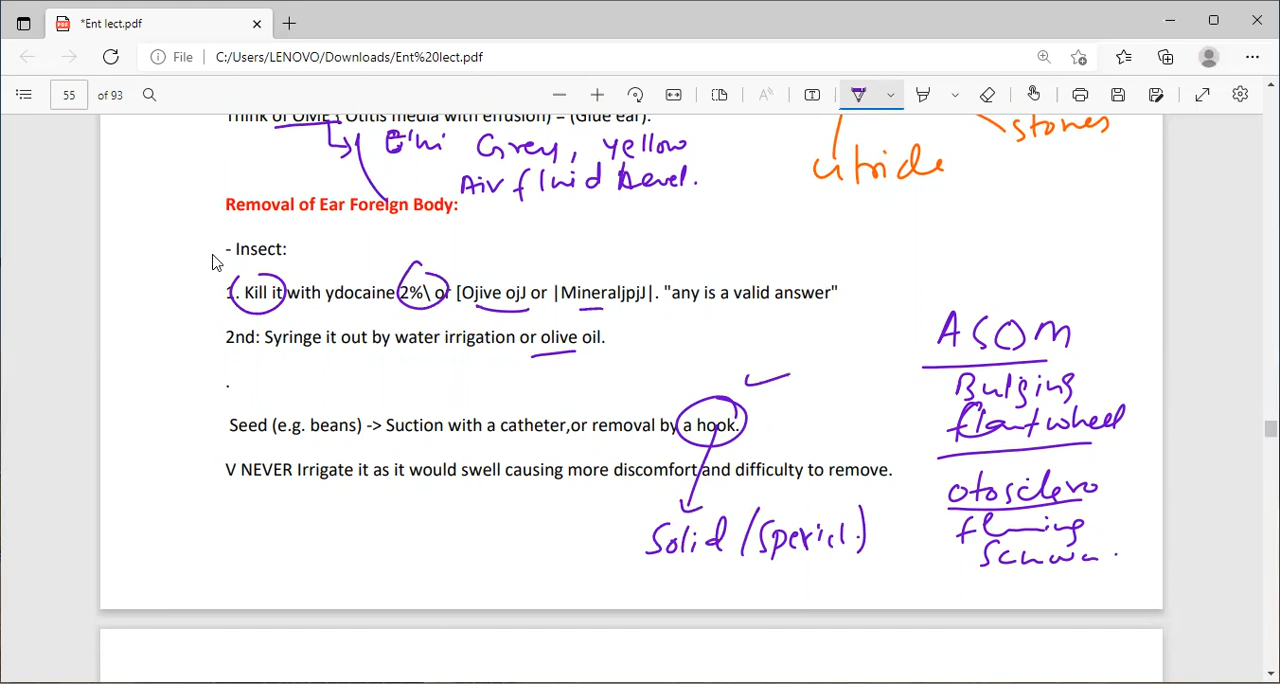 *Ent lect.pdf
File C:/Users/LENOVO/Downloads/Ent%20lect.pdf
55 of 93
Think of OME ( Otitis media with effusion) = (Glue ear).
Grey, yellow
Air fluid Level.
stones
utricle
Removal of Ear Foreign Body:
- Insect:
1. Kill it with ydocaine 2%\ or [Ojive ojJ or |MineraljpjJ|. "any is a valid answer"
2nd: Syringe it out by water irrigation or olive oil.
.
Seed (e.g. beans) -> Suction with a catheter,or removal by a hook.
V NEVER Irrigate it as it would swell causing more discomfort and difficulty to remove.
Solid / Sperical.)
ASOM
Bulging
Cartwheel
otosclero
fleming
Schwa